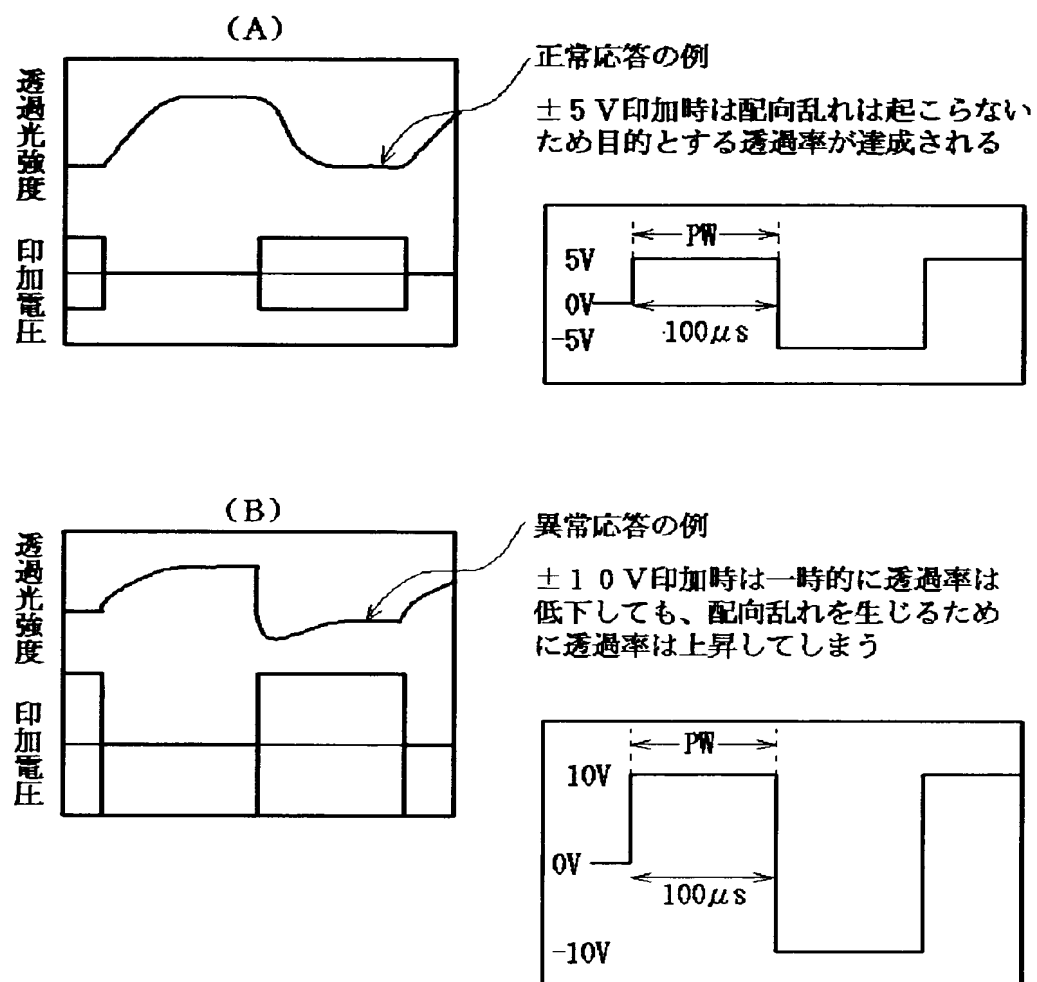 (A)
透過光強度
印加電圧
正常応答の例
±5V印加時は配向乱れは起こらない
ため目的とする透過率が達成される
PW
5V
0V
-5V
100μs
(B)
透過光強度
印加電圧
異常応答の例
±10V印加時は一時的に透過率は
低下しても、配向乱れを生じるため
に透過率は上昇してしまう
PW
10V
0V
100μs
-10V